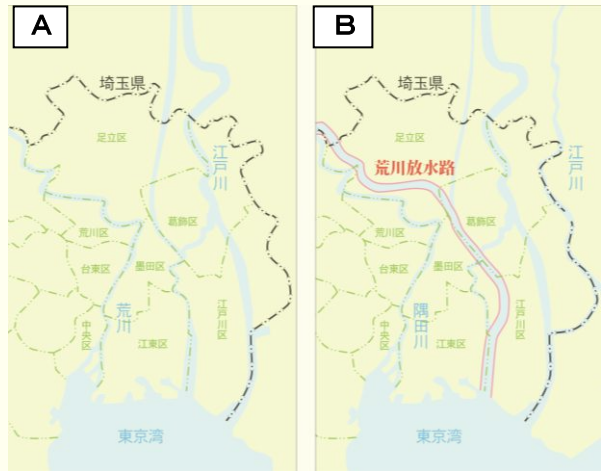 A
埼玉県
足立区
江戸川
荒川区
葛飾区
台東区
墨田区
荒川
中央区
江東区
江戸川区
東京湾
B
埼玉県
足立区
江戸川
荒川放水路
荒川区
葛飾区
台東区
墨田区
隅田川
中央区
江東区
江戸川区
東京湾